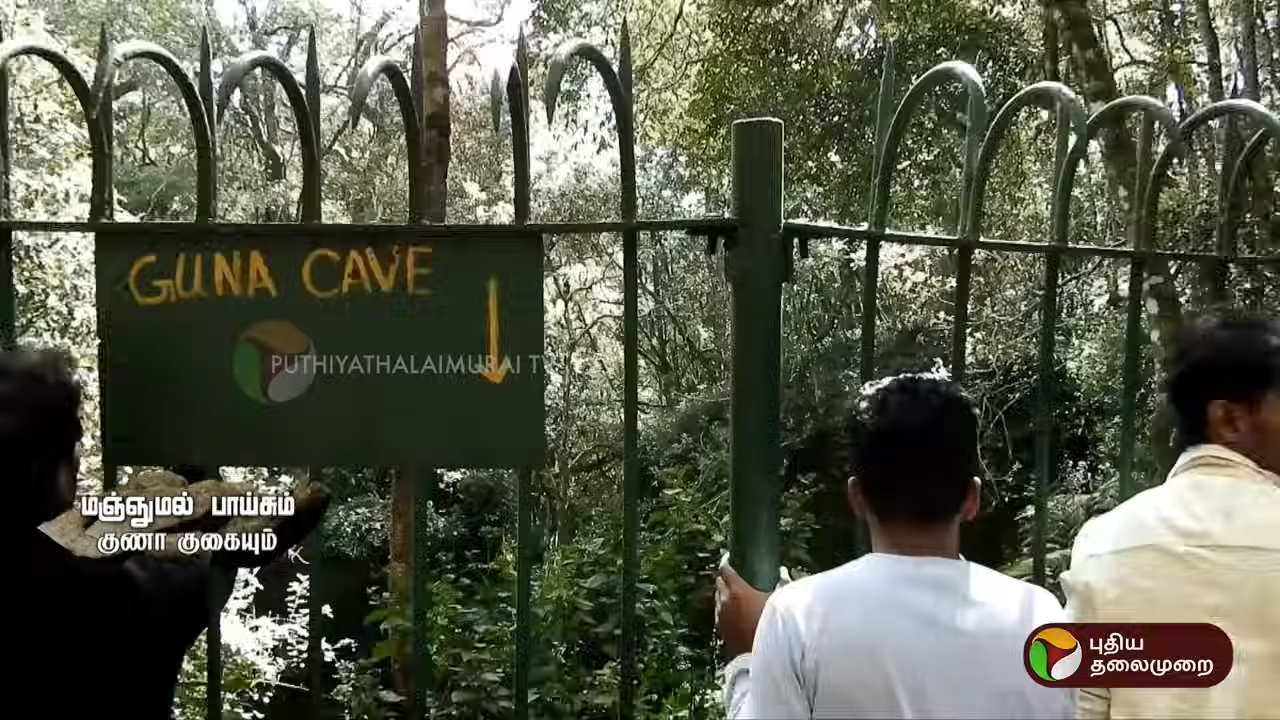 GUNA CAVE
PUTHIYATHALAIMURAI TV
மஞ்ஞுமல் பாய்சும்
குணா குகையும்
புதிய
தலைமுறை